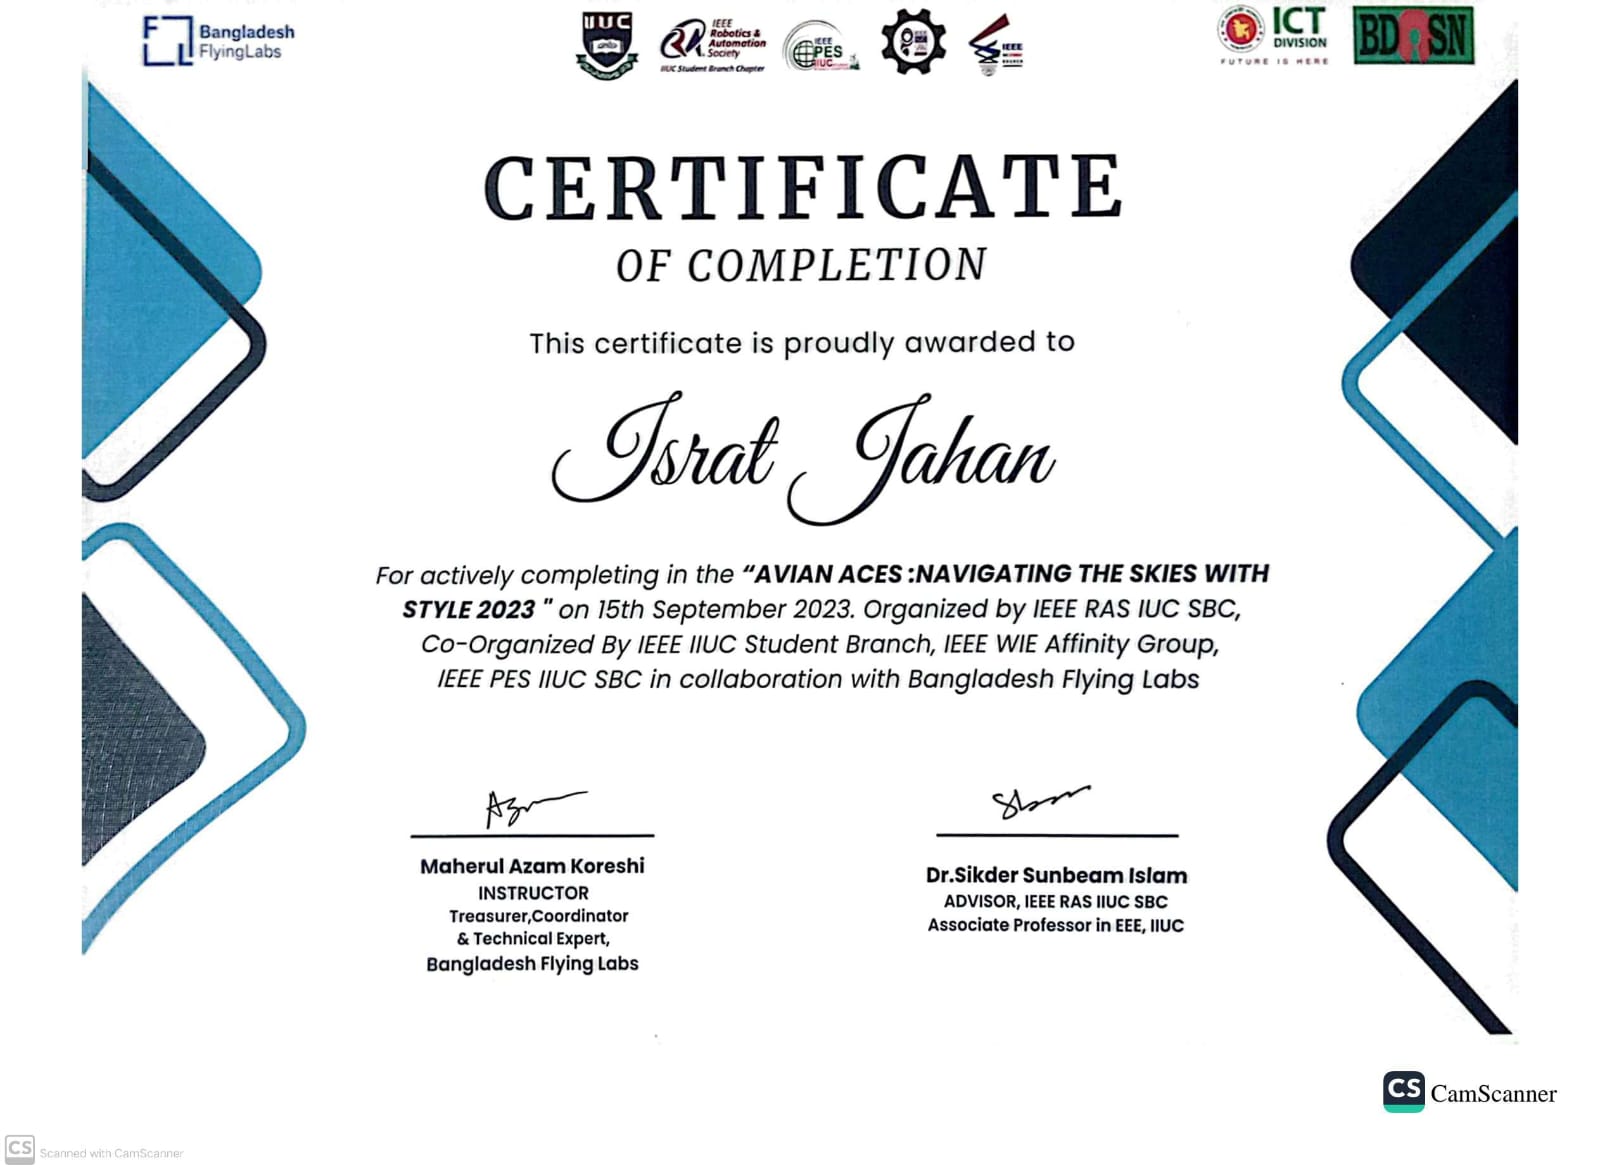 Bangladesh
FlyingLabs
IIUC
IEEE
Robotics &
Automation
Society
IIUC Student Branch Chapter
IEEE
PES
IIUC
IEEE
ICT
DIVISION
FUTURE IS HERE
BD SN
CERTIFICATE
OF COMPLETION
This certificate is proudly awarded to
Israt Jahan
For actively completing in the “AVIAN ACES :NAVIGATING THE SKIES WITH
STYLE 2023 " on 15th September 2023. Organized by IEEE RAS IUC SBC,
Co-Organized By IEEE IIUC Student Branch, IEEE WIE Affinity Group,
IEEE PES IIUC SBC in collaboration with Bangladesh Flying Labs
Maherul Azam Koreshi
INSTRUCTOR
Treasurer,Coordinator
& Technical Expert,
Bangladesh Flying Labs
Dr.Sikder Sunbeam Islam
ADVISOR, IEEE RAS IIUC SBC
Associate Professor in EEE, IIUC
CS CamScanner
CS Scanned with CamScanner